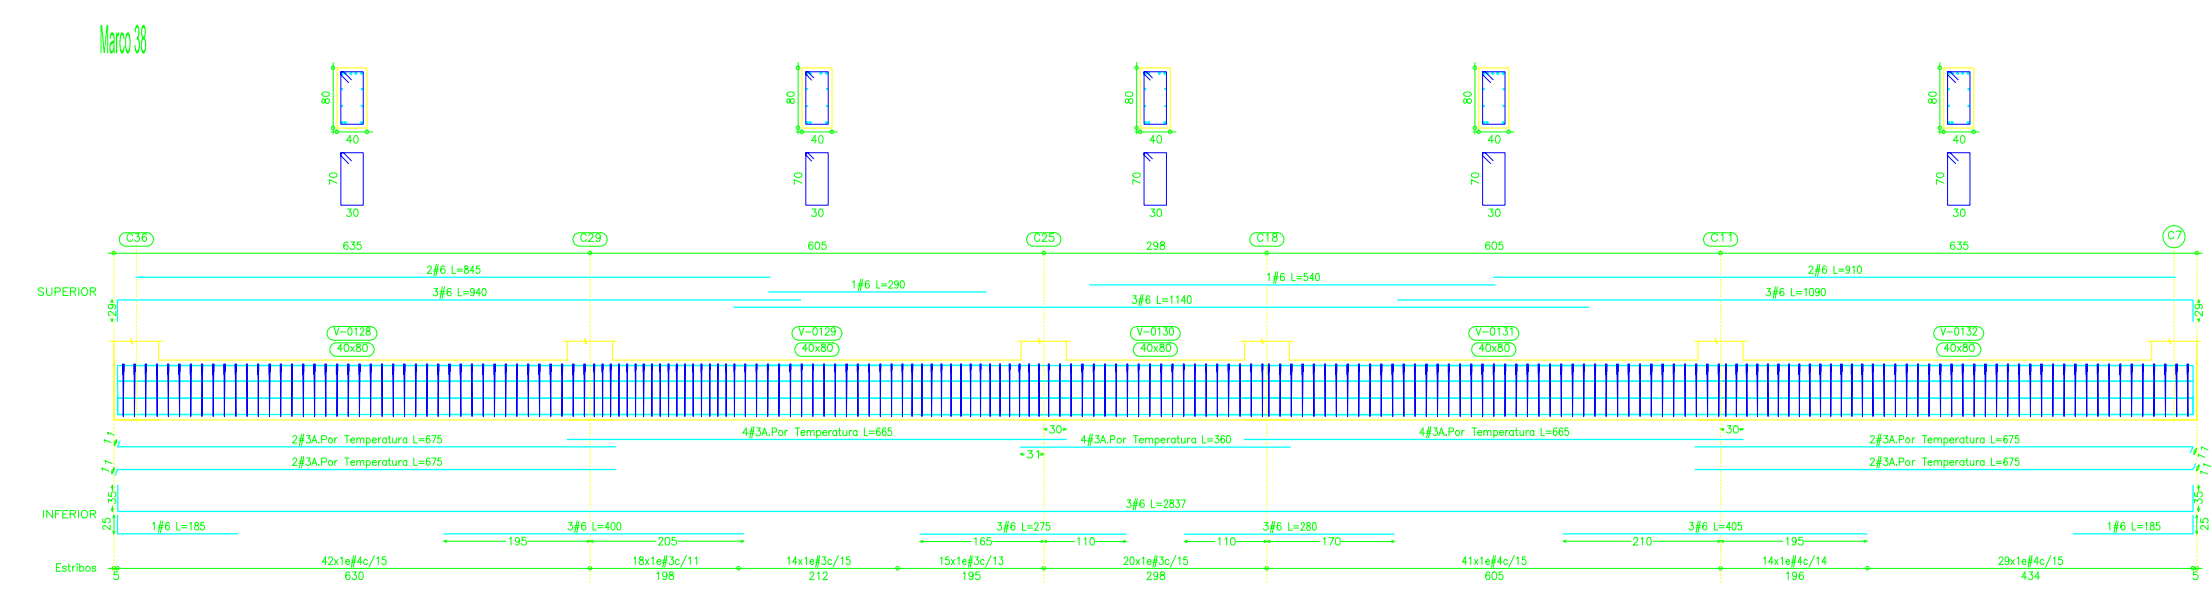 Marco 38
80 80 80 80 80
40 40 40 40 40
70 70 70 70 70
30 30 30 30 30
C36 C29 C25 C18 C11 C7
635 605 298 605 635
2#6 L=845 1#6 L=540 2#6 L=910
SUPERIOR 1#6 L=290
3#6 L=940 3#6 L=1090
29 3#6 L=1140 29
V-0128 V-0129 V-0130 V-0131 V-0132
40x80 40x80 40x80 40x80 40x80
4#3A.Por Temperatura L=665 30 4#3A.Por Temperatura L=665 30
11 2#3A.Por Temperatura L=675 4#3A.Por Temperatura L=360 2#3A.Por Temperatura L=675 11
31
11 2#3A.Por Temperatura L=675 2#3A.Por Temperatura L=675 11
35 3#6 L=2837 35
INFERIOR
25 1#6 L=185 3#6 L=400 3#6 L=275 3#6 L=280 3#6 L=405 1#6 L=185 25
195 205 165 110 110 170 210 195
Estribos 42x1e#4c/15 18x1e#3c/11 14x1e#3c/15 15x1e#3c/13 20x1e#3c/15 41x1e#4c/15 14x1e#4c/14 29x1e#4c/15
5 630 198 212 195 298 605 196 434 5